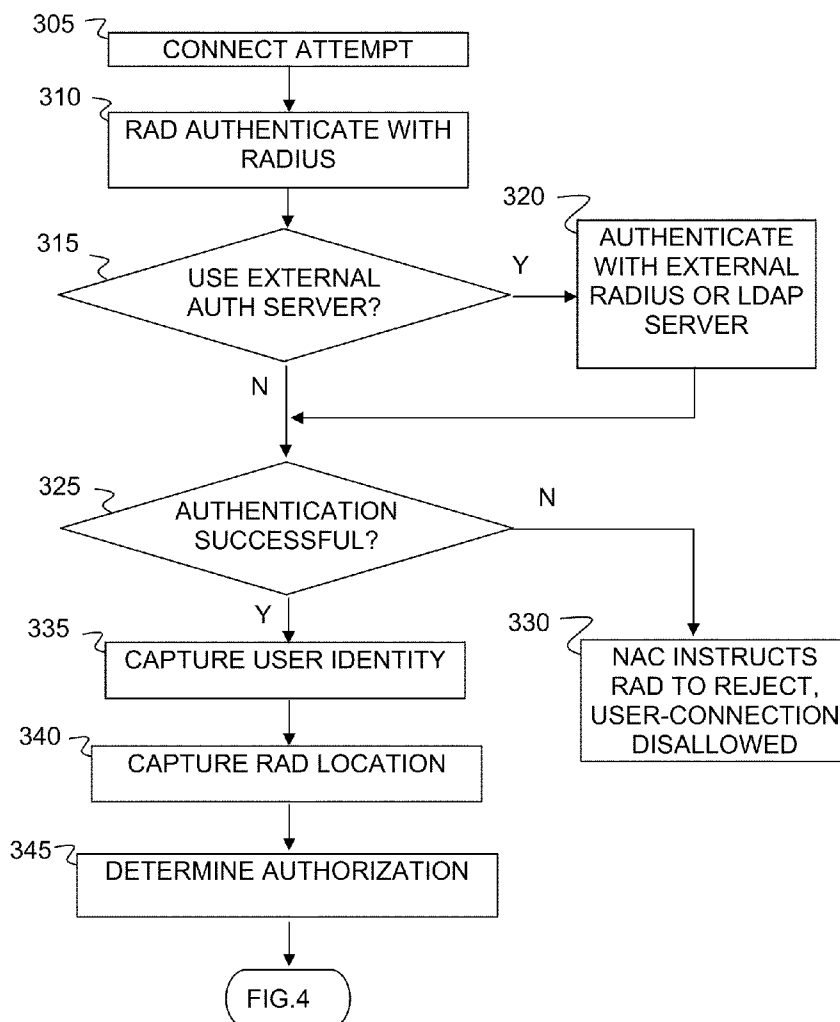 305
CONNECT ATTEMPT
310
RAD AUTHENTICATE WITH
RADIUS
315
USE EXTERNAL
AUTH SERVER?
Y
320
AUTHENTICATE
WITH EXTERNAL
RADIUS OR LDAP
SERVER
N
325
AUTHENTICATION
SUCCESSFUL?
N
Y
330
NAC INSTRUCTS
RAD TO REJECT,
USER-CONNECTION
DISALLOWED
335
CAPTURE USER IDENTITY
340
CAPTURE RAD LOCATION
345
DETERMINE AUTHORIZATION
FIG.4